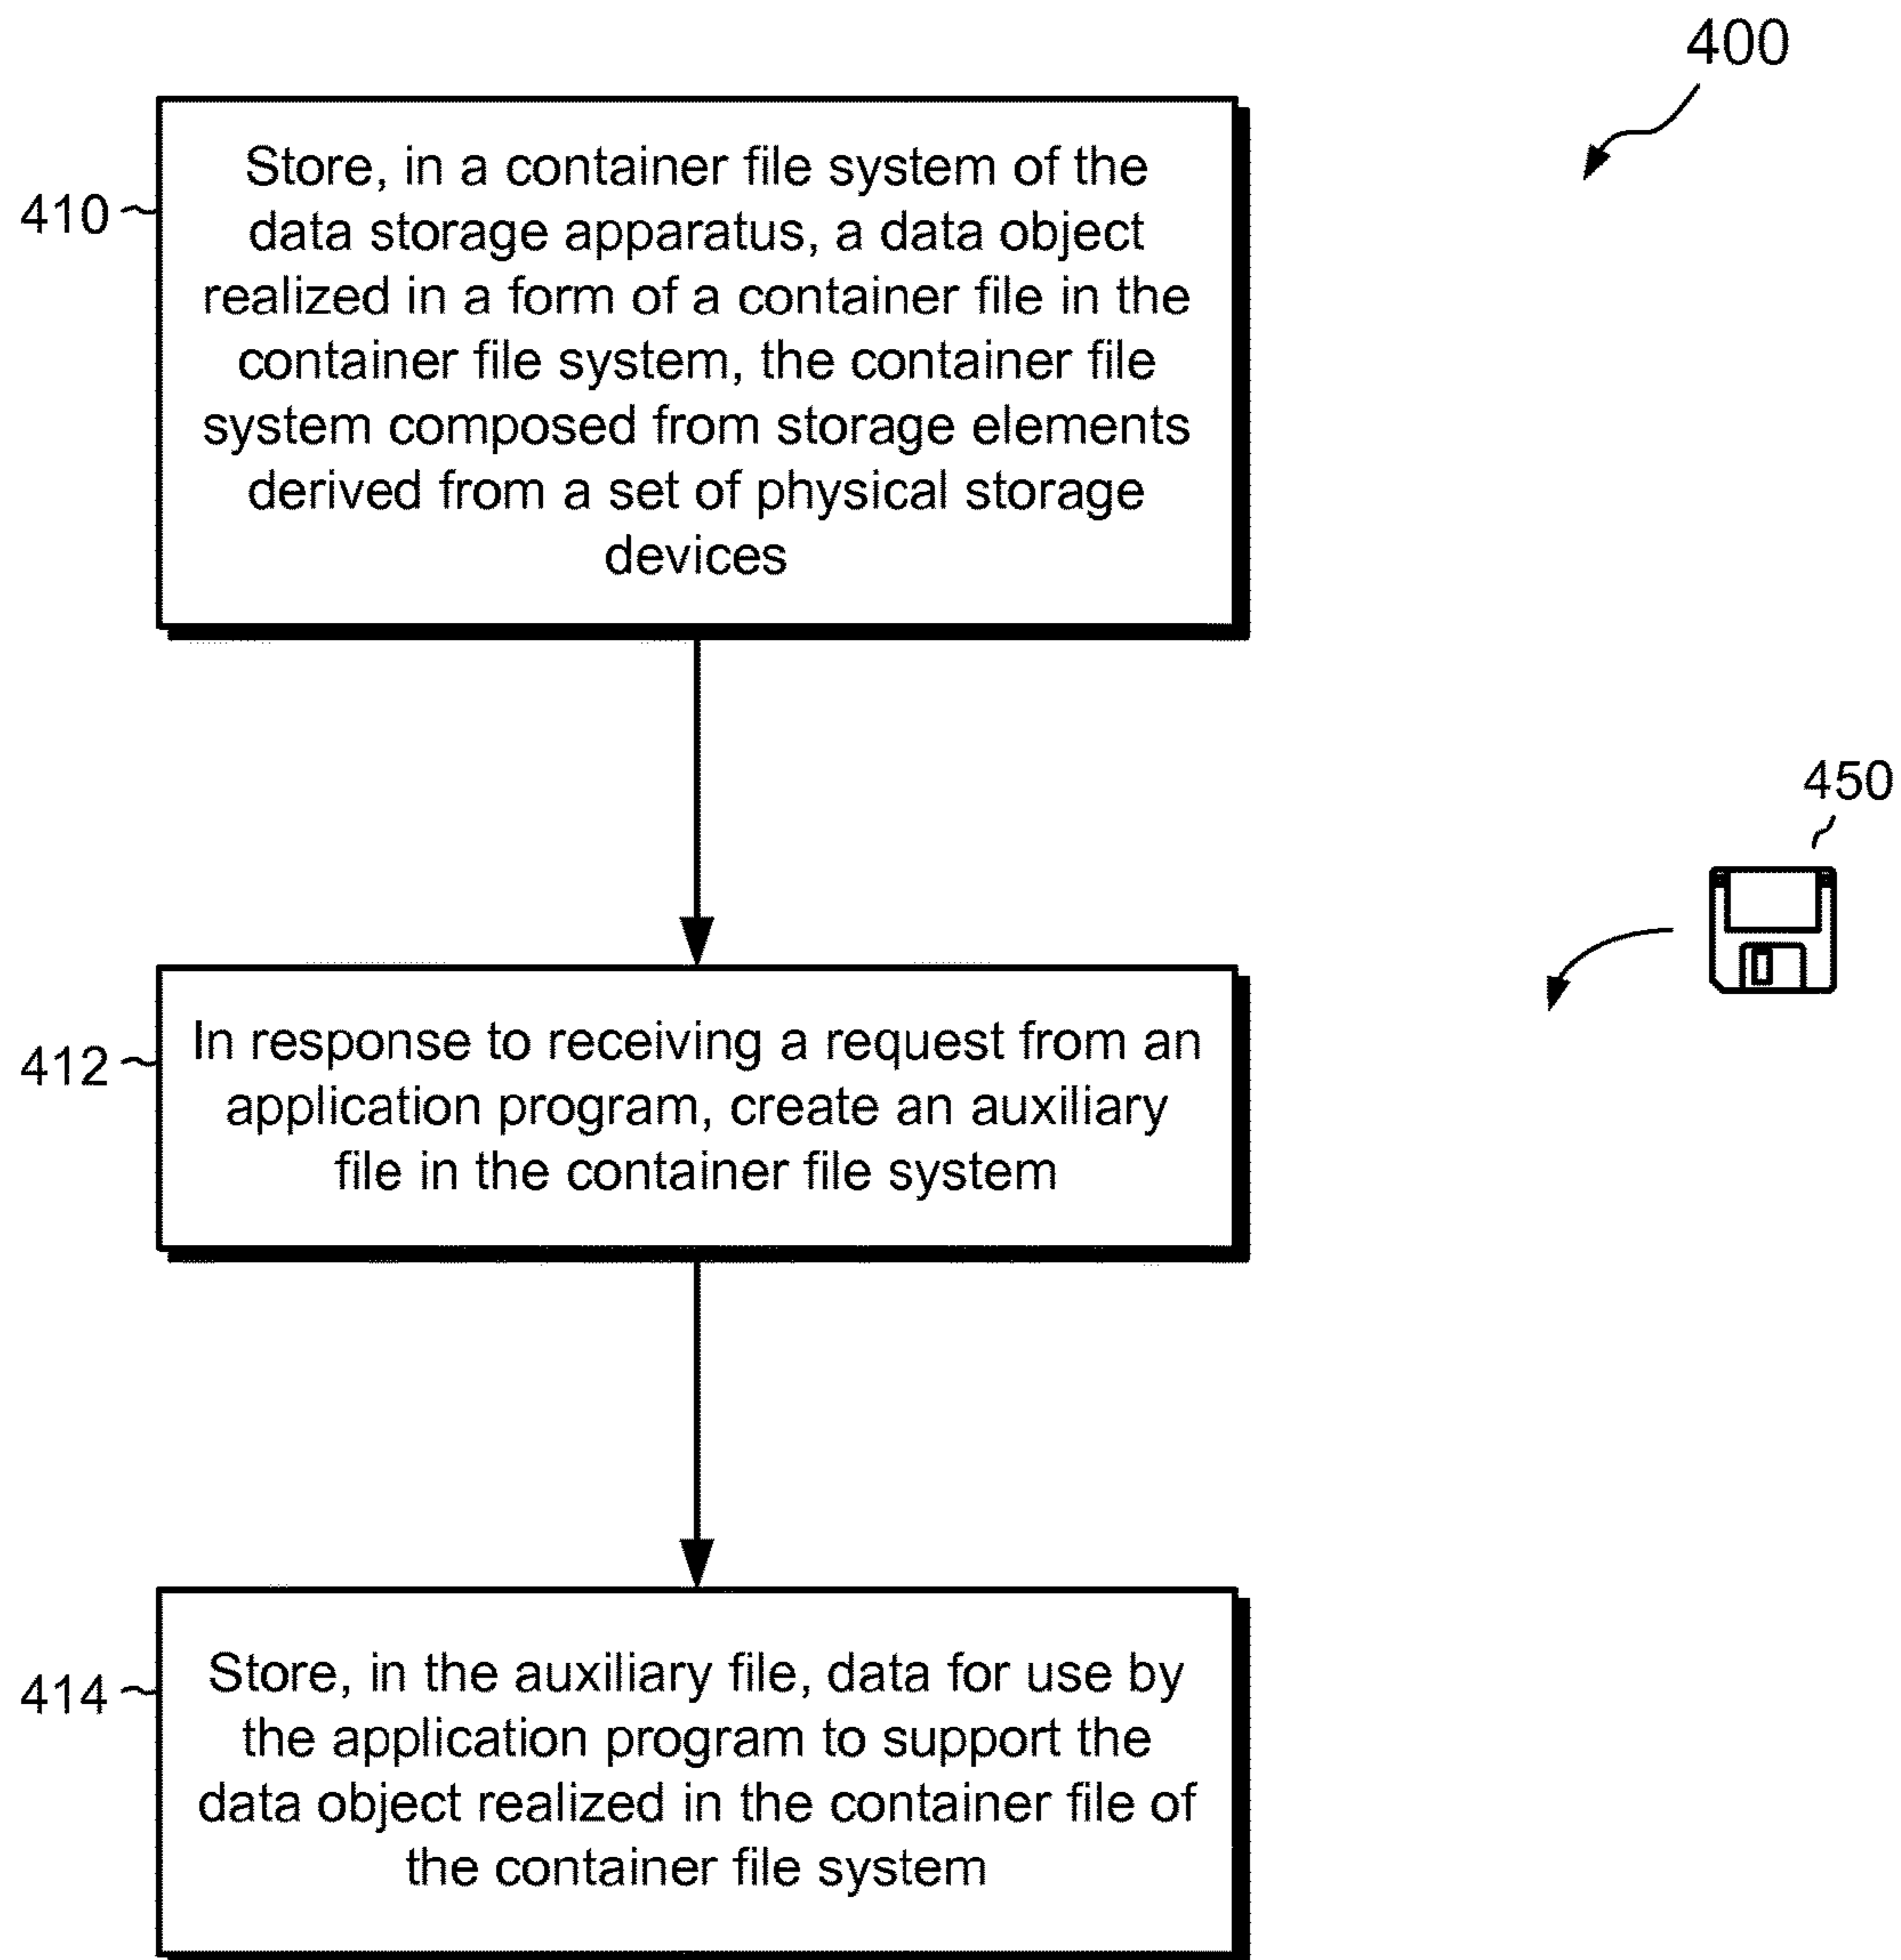 400
410
Store, in a container file system of the
data storage apparatus, a data object
realized in a form of a container file in the
container file system, the container file
system composed from storage elements
derived from a set of physical storage
devices
450
412
In response to receiving a request from an
application program, create an auxiliary
file in the container file system
414
Store, in the auxiliary file, data for use by
the application program to support the
data object realized in the container file of
the container file system